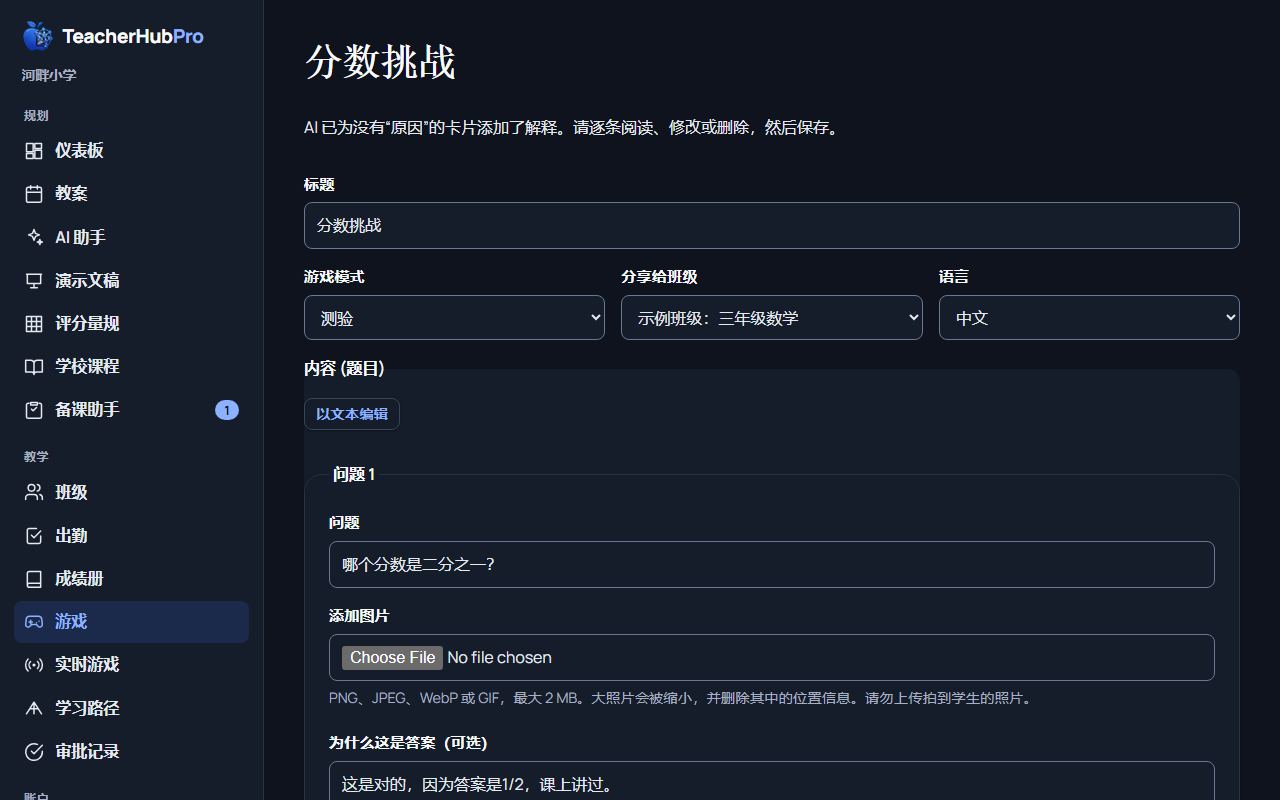 TeacherHubPro
河畔小学
规划
仪表板
教案
AI 助手
演示文稿
评分量规
学校课程
备课助手
1
教学
班级
出勤
成绩册
游戏
实时游戏
学习路径
审批记录
账户
分数挑战
AI 已为没有“原因”的卡片添加了解释。请逐条阅读、修改或删除，然后保存。
标题
分数挑战
游戏模式
分享给班级
语言
测验
示例班级：三年级数学
中文
内容 (题目)
以文本编辑
问题 1
问题
哪个分数是二分之一？
添加图片
Choose File No file chosen
PNG、JPEG、WebP 或 GIF，最大 2 MB。大照片会被缩小，并删除其中的位置信息。请勿上传拍到学生的照片。
为什么这是答案（可选）
这是对的，因为答案是1/2，课上讲过。